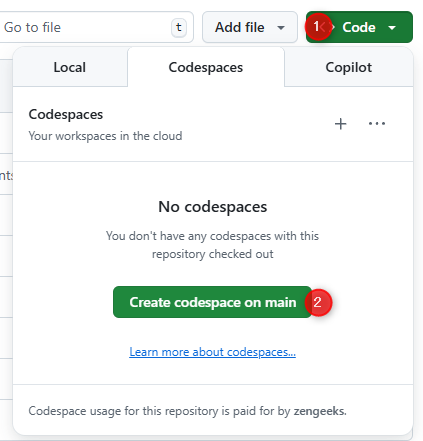 Go to file
t
Add file
1
Code
Local
Codespaces
Copilot
Codespaces
Your workspaces in the cloud
No codespaces
You don't have any codespaces with this
repository checked out
Create codespace on main
2
Learn more about codespaces...
Codespace usage for this repository is paid for by zengeeks.